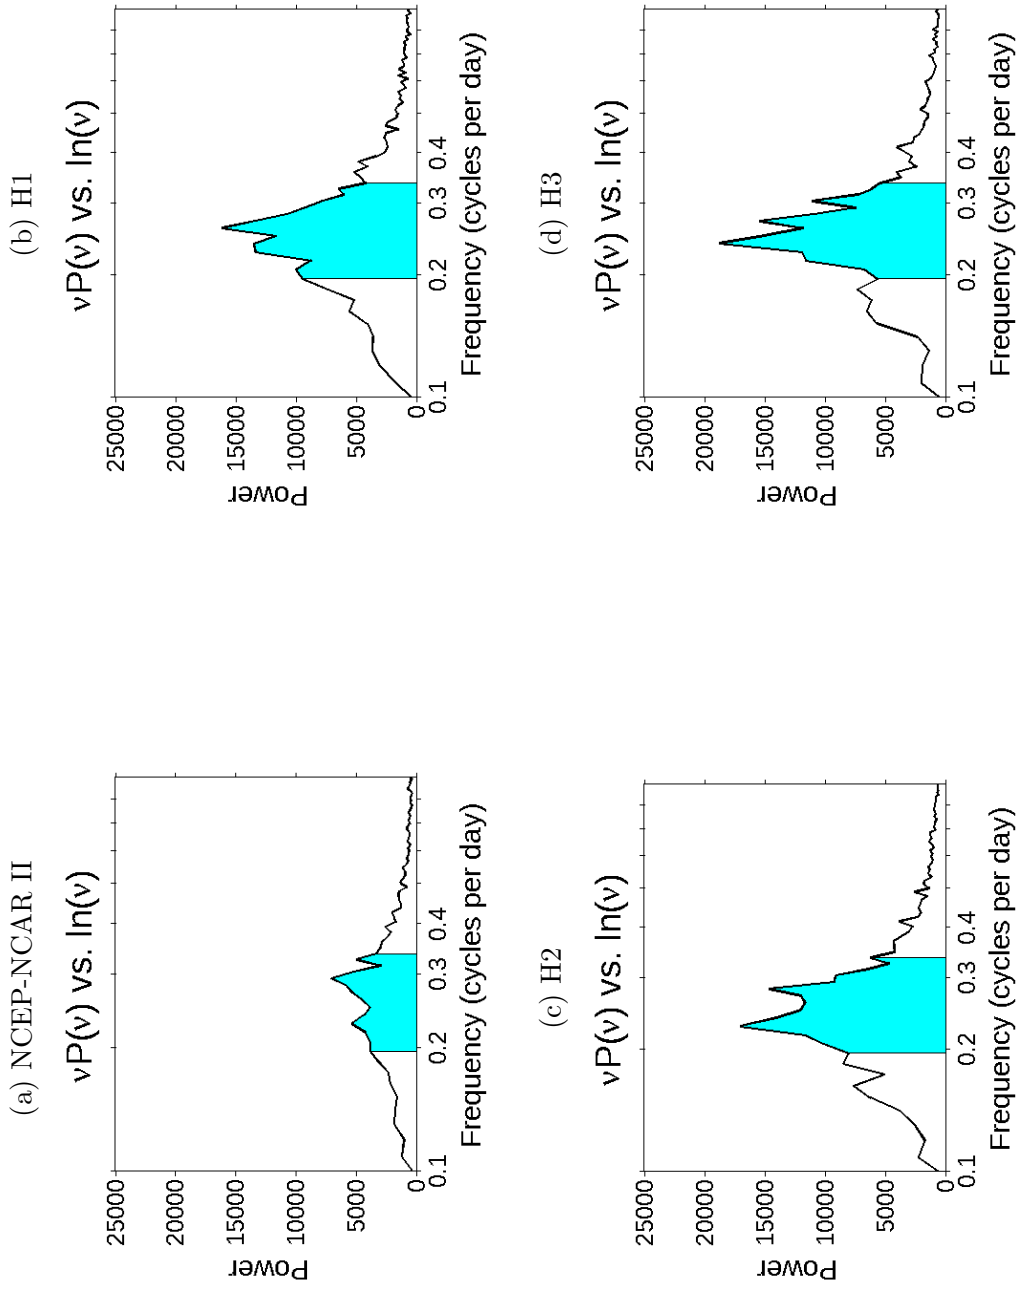 (a) NCEP-NCAR II
νP(ν) vs. ln(ν)
25000
20000
15000
10000
5000
0
Power
0.1
0.2
0.3
0.4
Frequency (cycles per day)
(b) H1
νP(ν) vs. ln(ν)
25000
20000
15000
10000
5000
0
Power
0.1
0.2
0.3
0.4
Frequency (cycles per day)
(c) H2
νP(ν) vs. ln(ν)
25000
20000
15000
10000
5000
0
Power
0.1
0.2
0.3
0.4
Frequency (cycles per day)
(d) H3
νP(ν) vs. ln(ν)
25000
20000
15000
10000
5000
0
Power
0.1
0.2
0.3
0.4
Frequency (cycles per day)